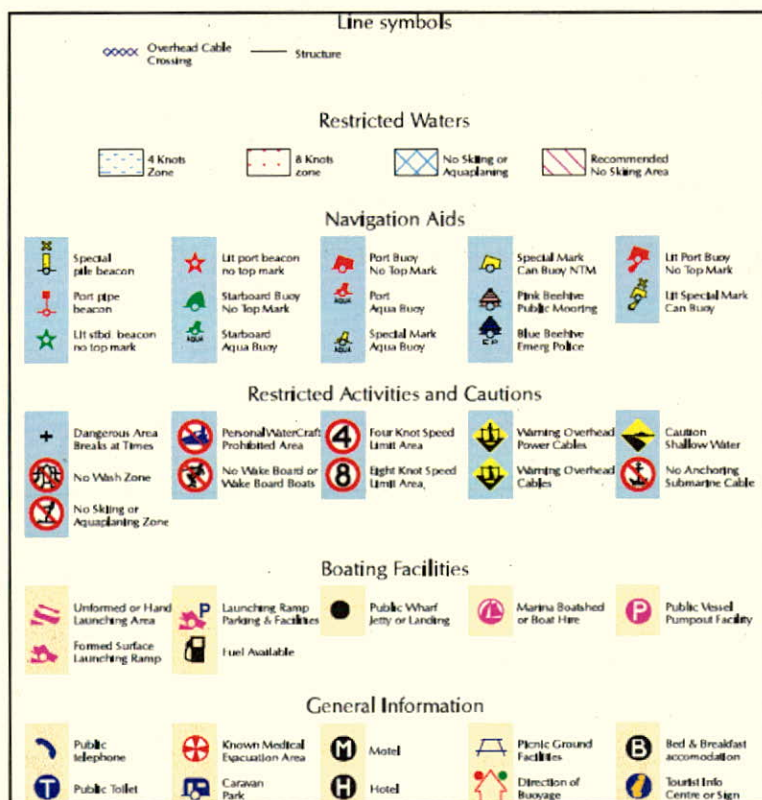 Line symbols
Overhead Cable
Crossing
Structure
Restricted Waters
4 Knots
Zone
8 Knots
zone
No Skiing or
Aquaplaning
Recommended
No Skiing Area
Navigation Aids
Special
pile beacon
Lit port beacon
no top mark
Port Buoy
No Top Mark
Special Mark
Can Buoy NTM
Lit Port Buoy
No Top Mark
Port pipe
beacon
Starboard Buoy
No Top Mark
AQUA
Port
Aqua Buoy
Pink Beehive
Public Mooring
Lit Special Mark
Can Buoy
Lit stbd. beacon
no top mark
AQUA
Starboard
Aqua Buoy
AQUA
Special Mark
Aqua Buoy
E P
Blue Beehive
Emerg Police
Restricted Activities and Cautions
Dangerous Area
Breaks at Times
Personal WaterCraft
Prohibited Area
4
Four Knot Speed
Limit Area
Warning Overhead
Power Cables
Caution
Shallow Water
No Wash Zone
No Wake Board or
Wake Board Boats
8
Eight Knot Speed
Limit Area
Warning Overhead
Cables
No Anchoring
Submarine Cable
No Skiing or
Aquaplaning Zone
Boating Facilities
Unformed or Hand
Launching Area
P
Launching Ramp
Parking & Facilities
Public Wharf
Jetty or Landing
Marina Boatshed
or Boat Hire
P
Public Vessel
Pumpout Facility
Formed Surface
Launching Ramp
Fuel Available
General Information
Public
telephone
Known Medical
Evacuation Area
M
Motel
Picnic Ground
Facilities
B
Bed & Breakfast
accomodation
T
Public Toilet
Caravan
Park
H
Hotel
Direction of
Buoyage
i
Tourist Info
Centre or Sign